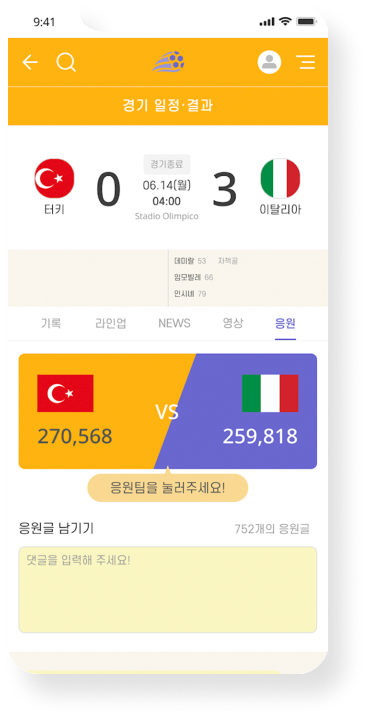 9:41
경기 일정·결과
경기종료
0
06.14(월)
3
04:00
터키
이탈리아
Stadio Olimpico
데미랄 53 자책골
임모빌레 66
인시녜 79
기록 라인업 NEWS 영상 응원
VS
270,568
259,818
응원팀을 눌러주세요!
응원글 남기기
752개의 응원글
댓글을 입력해 주세요!